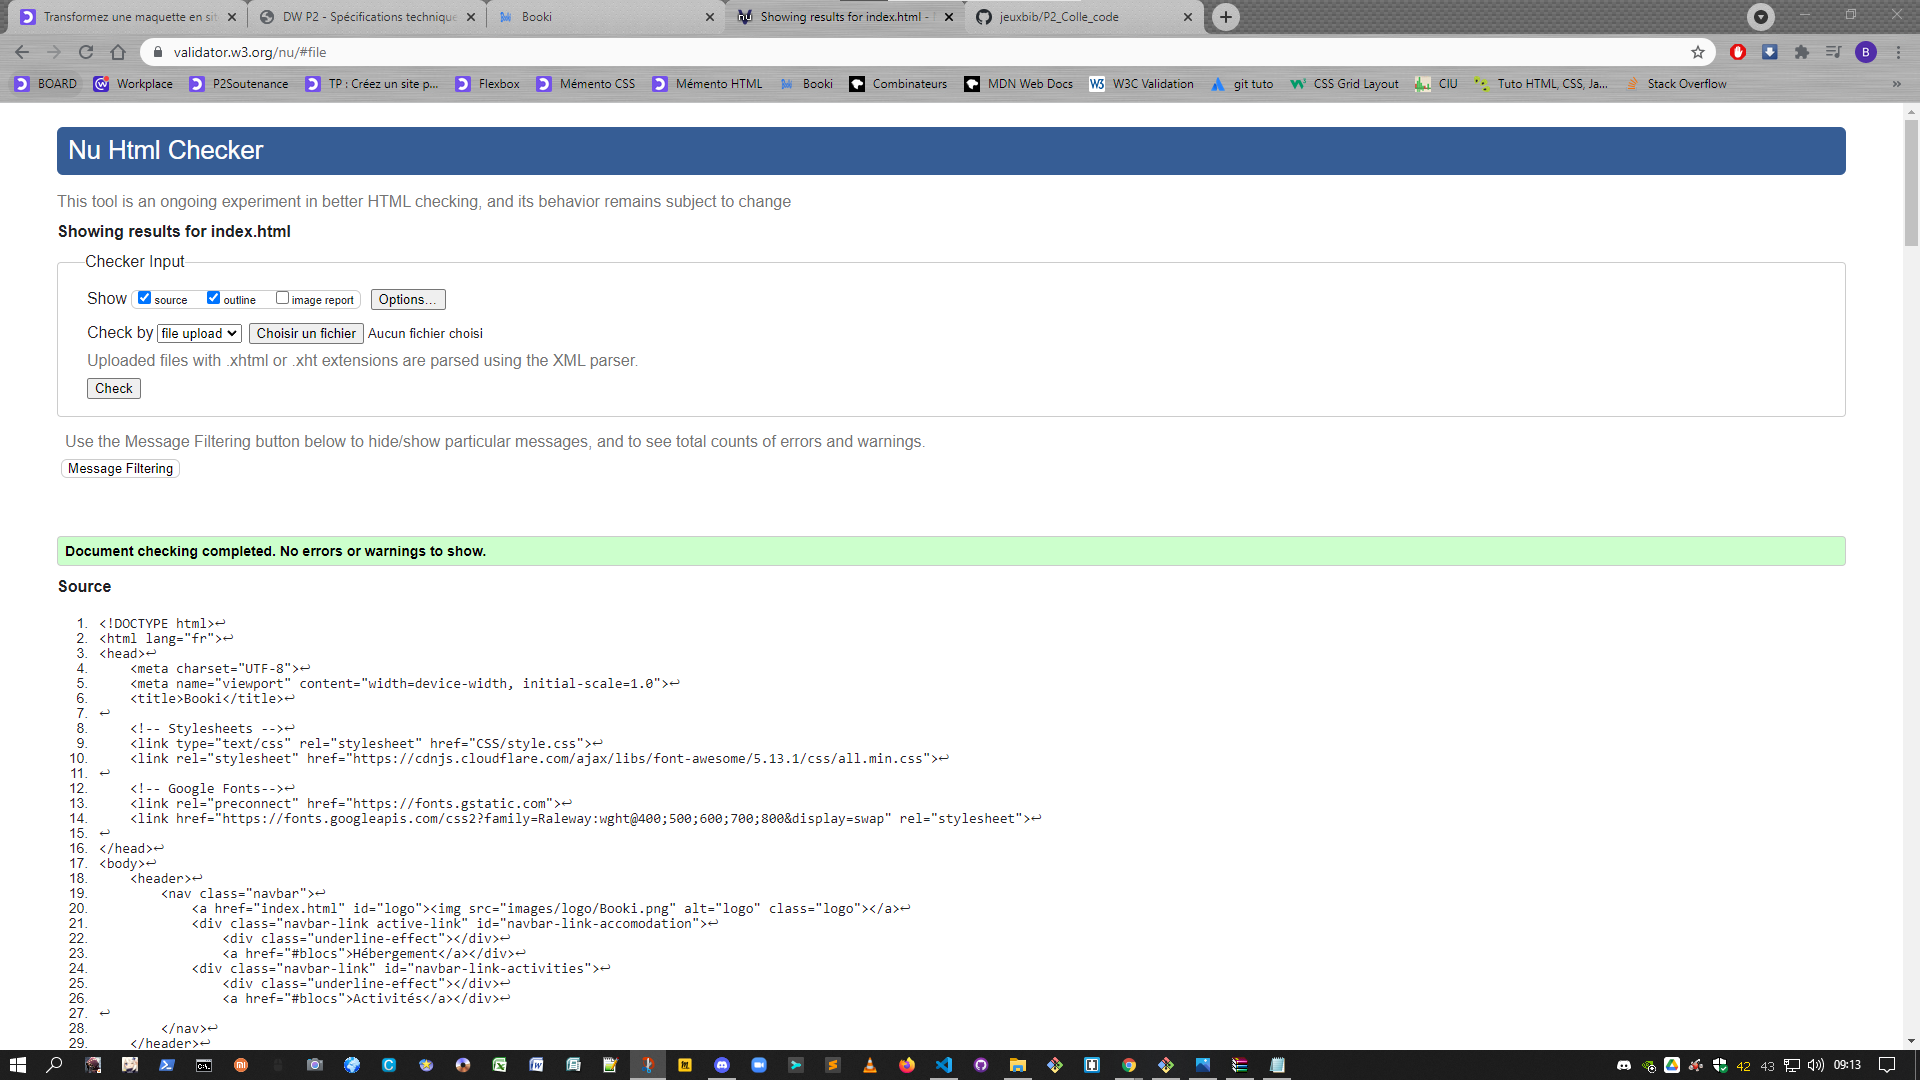 Transformez une maquette en sit
DW P2 - Spécifications technique
Booki
Showing results for index.html -
jeuxbib/P2_Colle_code
validator.w3.org/nu/#file
B
BOARD
Workplace
P2Soutenance
TP : Créez un site p...
Flexbox
Mémento CSS
Mémento HTML
Booki
Combinateurs
MDN Web Docs
W3C Validation
git tuto
CSS Grid Layout
CIU
Tuto HTML, CSS, Ja...
Stack Overflow
»
Nu Html Checker
This tool is an ongoing experiment in better HTML checking, and its behavior remains subject to change
Showing results for index.html
Checker Input
Show source outline image report Options...
Check by file upload Choisir un fichier Aucun fichier choisi
Uploaded files with .xhtml or .xht extensions are parsed using the XML parser.
Check
Use the Message Filtering button below to hide/show particular messages, and to see total counts of errors and warnings.
Message Filtering
Document checking completed. No errors or warnings to show.
Source
1. <!DOCTYPE html>↩
2. <html lang="fr">↩
3. <head>↩
4. <meta charset="UTF-8">↩
5. <meta name="viewport" content="width=device-width, initial-scale=1.0">↩
6. <title>Booki</title>↩
7. ↩
8. <!-- Stylesheets -->↩
9. <link type="text/css" rel="stylesheet" href="CSS/style.css">↩
10. <link rel="stylesheet" href="https://cdnjs.cloudflare.com/ajax/libs/font-awesome/5.13.1/css/all.min.css">↩
11. ↩
12. <!-- Google Fonts-->↩
13. <link rel="preconnect" href="https://fonts.gstatic.com">↩
14. <link href="https://fonts.googleapis.com/css2?family=Raleway:wght@400;500;600;700;800&display=swap" rel="stylesheet">↩
15. ↩
16. </head>↩
17. <body>↩
18. <header>↩
19. <nav class="navbar">↩
20. <a href="index.html" id="logo"><img src="images/logo/Booki.png" alt="logo" class="logo"></a>↩
21. <div class="navbar-link active-link" id="navbar-link-accomodation">↩
22. <div class="underline-effect"></div>↩
23. <a href="#blocs">Hébergement</a></div>↩
24. <div class="navbar-link" id="navbar-link-activities">↩
25. <div class="underline-effect"></div>↩
26. <a href="#blocs">Activités</a></div>↩
27. ↩
28. </nav>↩
29. </header>↩
42 43 09:13